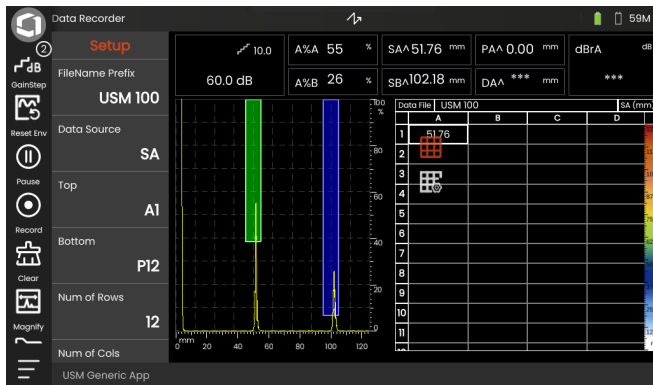 Data Recorder
59M
2
dB
GainStep
Reset Env
Pause
Record
Clear
Magnify
Setup
FileName Prefix
USM 100
Data Source
SA
Top
A1
Bottom
P12
Num of Rows
12
Num of Cols
10.0
60.0 dB
A%A 55 %
A%B 26 %
SA^51.76 mm
SB^102.18 mm
PA^ 0.00 mm
DA^ *** mm
dBrA dB
***
100
%
80
60
40
20
0
mm
0 20 40 60 80 100 120
Data File USM 100 SA (mm)
A B C D
1 51.76
2
3
4
5
6
7
8
9
10
11
USM Generic App